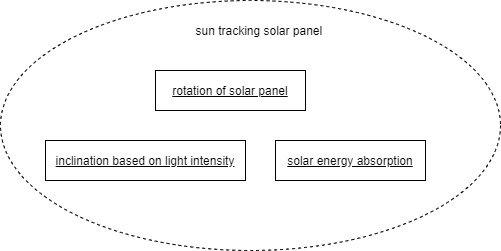 sun tracking solar panel
rotation of solar panel
inclination based on light intensity
solar energy absorption